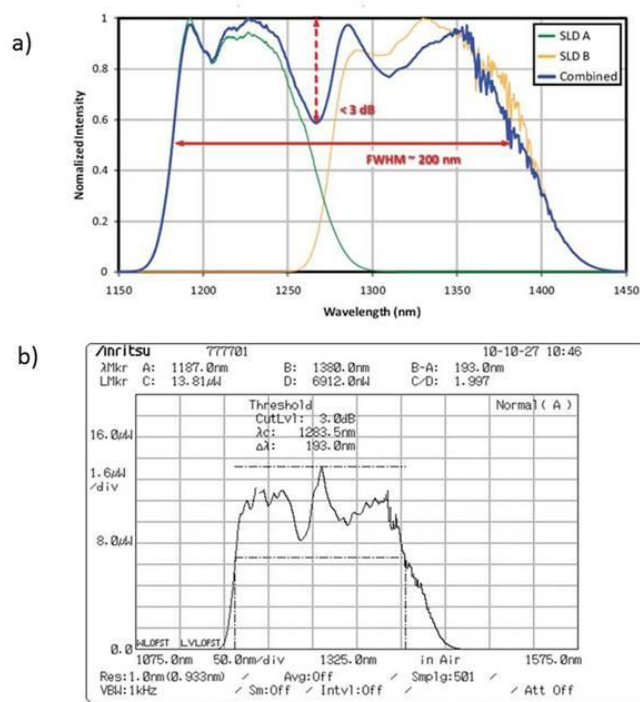 a)
Nomalized Intensity
1
0.8
0.6
0.4
0.2
0
SLD A
SLD B
Combined
< 3 dB
FWHM ~ 200 nm
1150 1200 1250 1300 1350 1400 1450
Wavelength (nm)
b)
Anritsu 777701 10-10-27 10:46
λMkr A: 1187.0nm B: 1380.0nm B-A: 193.0nm
LMkr C: 13.81μW D: 6912.0nW C/D: 1.997
Threshold Normal(A)
CutLvl: 3.0dB
λc: 1283.5nm
Δλ: 193.0nm
16.0μW
1.6μW
/div
8.0μW
0.0
WLOFST LVLOFST
1075.0nm 50.0nm/div 1325.0nm in Air 1575.0nm
Res:1.0nm(0.933nm) / Avg:Off / Smplg:501 /
VBW:1kHz / Sm:Off / Intvl:Off / / Att Off